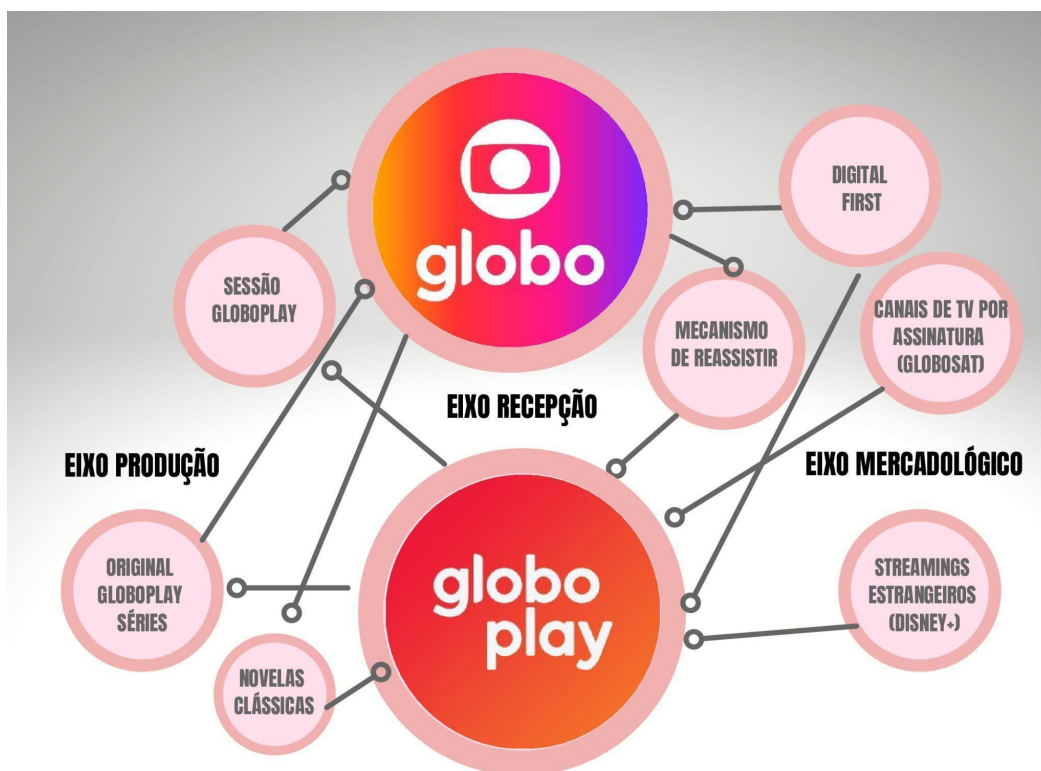 globo
DIGITAL
FIRST
SESSÃO
GLOBOPLAY
CANAIS DE TV POR
ASSINATURA
(GLOBOSAT)
MECANISMO
DE REASSISTIR
EIXO RECEPÇÃO
EIXO PRODUÇÃO
EIXO MERCADOLÓGICO
globo
play
ORIGINAL
GLOBOPLAY
SÉRIES
STREAMINGS
ESTRANGEIROS
(DISNEY+)
NOVELAS
CLÁSSICAS